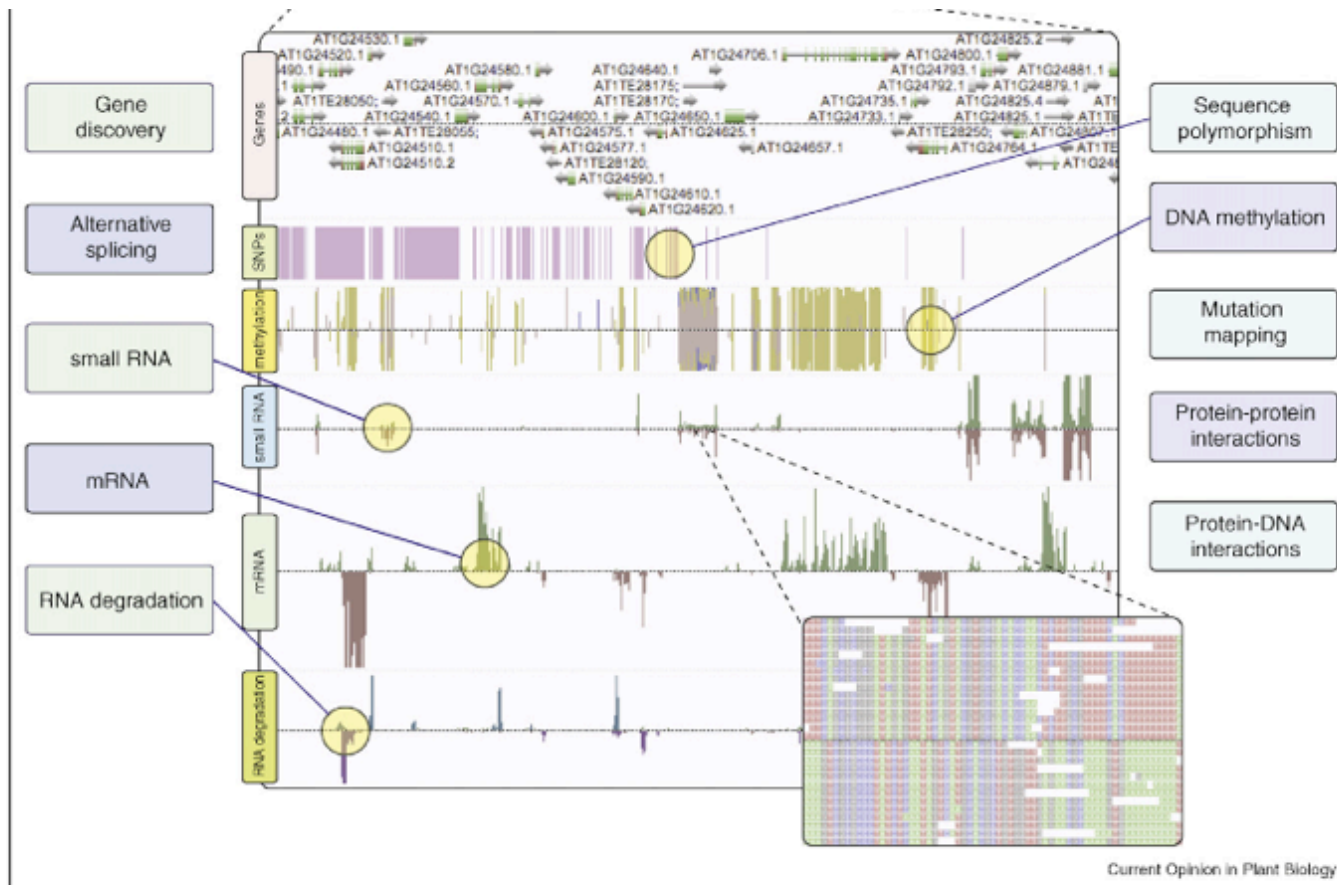 AT1G24530.1
AT1G24825.2
AT1G24520.1
AT1G24706.1
AT1G24800.1
490.1
AT1G24580.1
AT1G24640.1
AT1G24793.1
AT1G24881.1
AT1G24560.1
AT1TE28175;
AT1G24792.1
AT1G24879.1
AT1TE28050;
AT1G24570.1
AT1TE28170;
AT1G24735.1
AT1G24825.4
AT1G24540.1
AT1G24600.1
AT1G24650.1
AT1G24733.1
AT1G24825.1
AT1G24480.1
AT1TE28055;
AT1G24575.1
AT1G24625.1
AT1TE28250;
AT1G24510.1
AT1G24577.1
AT1G24657.1
AT1G24764.1
AT1G24510.2
AT1TE28120;
AT1G24590.1
AT1G24610.1
AT1G24620.1
Gene
discovery
Alternative
splicing
small RNA
mRNA
RNA degradation
Genes
SNPs
methylation
small RNA
mRNA
RNA degradation
Sequence
polymorphism
DNA methylation
Mutation
mapping
Protein-protein
interactions
Protein-DNA
interactions
Current Opinion in Plant Biology